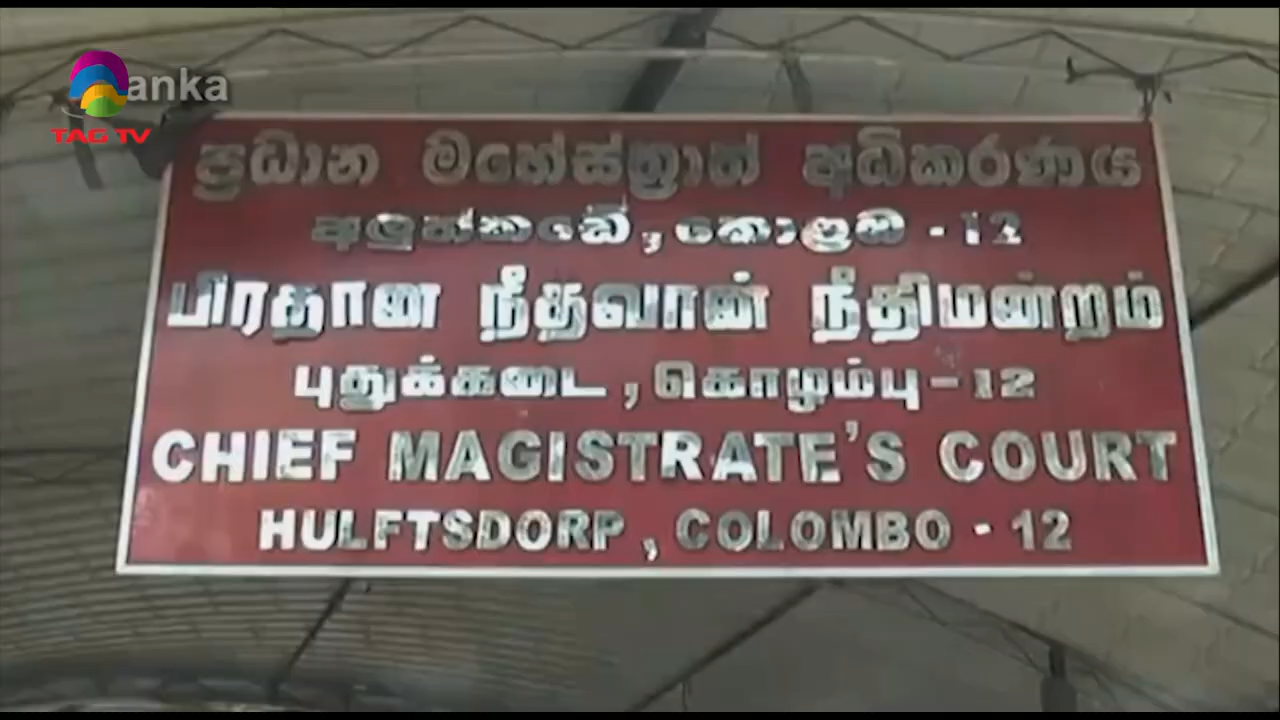 anka
TAG TV
ප්‍රධාන මහේස්ත්‍රාත් අධිකරණය
අලුත්කඩේ, කොළඹ - 12
பிரதான நீதவான் நீதிமன்றம்
புதுக்கடை, கொழம்பு - 12
CHIEF MAGISTRATE'S COURT
HULFTSDORP, COLOMBO - 12